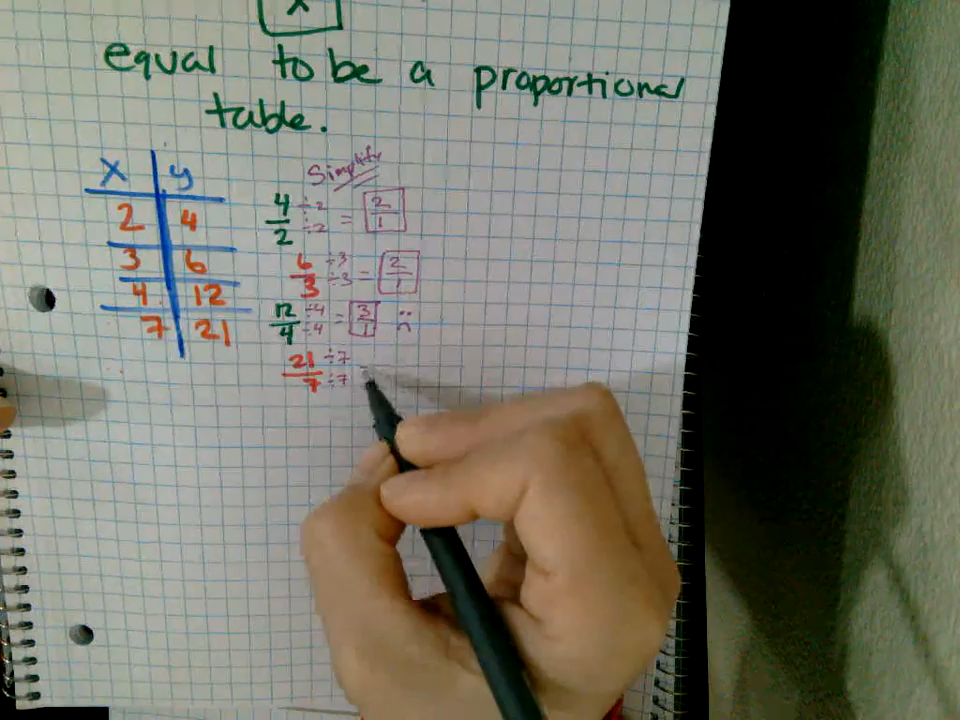 x
equal to be a proportional
table.
x y
2 4
3 6
4 12
7 21
Simplify
4/2 ÷2/÷2 = 2/1
6/3 ÷3/÷3 = 2/1
12/4 ÷4/÷4 = 3/1 :(
21/7 ÷7/÷7